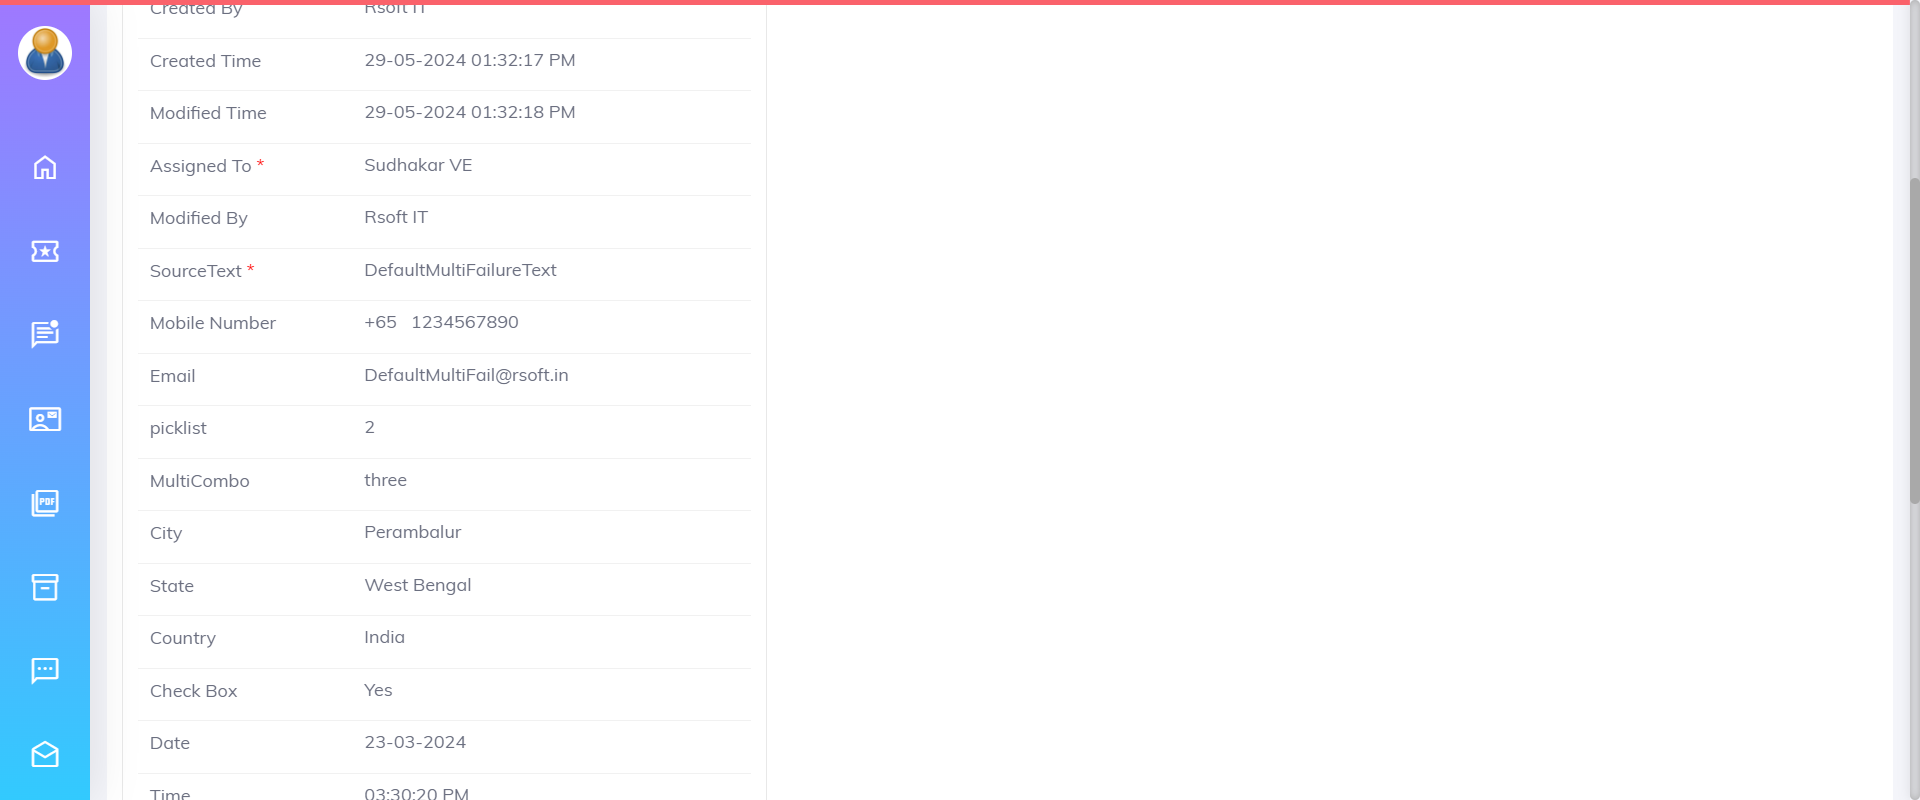 Created By Rsoft IT
Created Time 29-05-2024 01:32:17 PM
Modified Time 29-05-2024 01:32:18 PM
Assigned To * Sudhakar VE
Modified By Rsoft IT
SourceText * DefaultMultiFailureText
Mobile Number +65 1234567890
Email DefaultMultiFail@rsoft.in
picklist 2
MultiCombo three
City Perambalur
State West Bengal
Country India
Check Box Yes
Date 23-03-2024
Time 03:30:20 PM
PDF